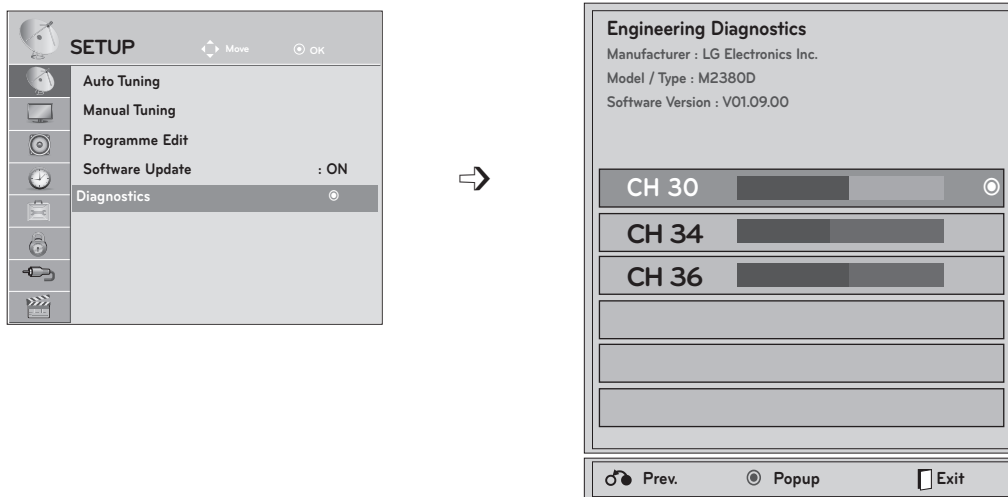 SETUP
Move
OK
Auto Tuning
Manual Tuning
Programme Edit
Software Update : ON
Diagnostics
Engineering Diagnostics
Manufacturer : LG Electronics Inc.
Model / Type : M2380D
Software Version : V01.09.00
CH 30
CH 34
CH 36
Prev.
Popup
Exit